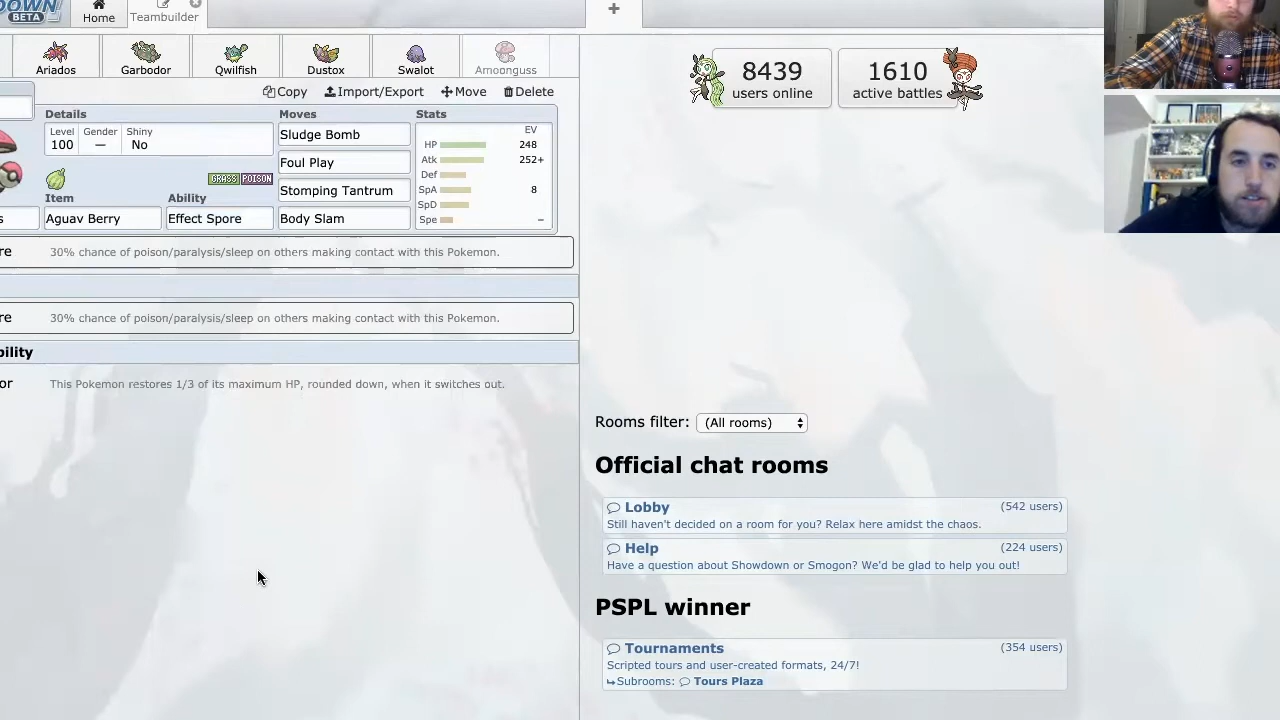 DOWN
BETA
Home
Teambuilder
+
Ariados
Garbodor
Qwilfish
Dustox
Swalot
Amoonguss
Copy
Import/Export
Move
Delete
Details
Moves
Stats
Level
Gender
Shiny
100
—
No
Sludge Bomb
Foul Play
Stomping Tantrum
Body Slam
EV
HP 248
Atk 252+
Def
SpA 8
SpD
Spe –
GRASS POISON
Item
Ability
s
Aguav Berry
Effect Spore
re 30% chance of poison/paralysis/sleep on others making contact with this Pokemon.
re 30% chance of poison/paralysis/sleep on others making contact with this Pokemon.
bility
or This Pokemon restores 1/3 of its maximum HP, rounded down, when it switches out.
8439
users online
1610
active battles
Rooms filter: (All rooms)
Official chat rooms
Lobby (542 users)
Still haven't decided on a room for you? Relax here amidst the chaos.
Help (224 users)
Have a question about Showdown or Smogon? We'd be glad to help you out!
PSPL winner
Tournaments (354 users)
Scripted tours and user-created formats, 24/7!
↳Subrooms: Tours Plaza